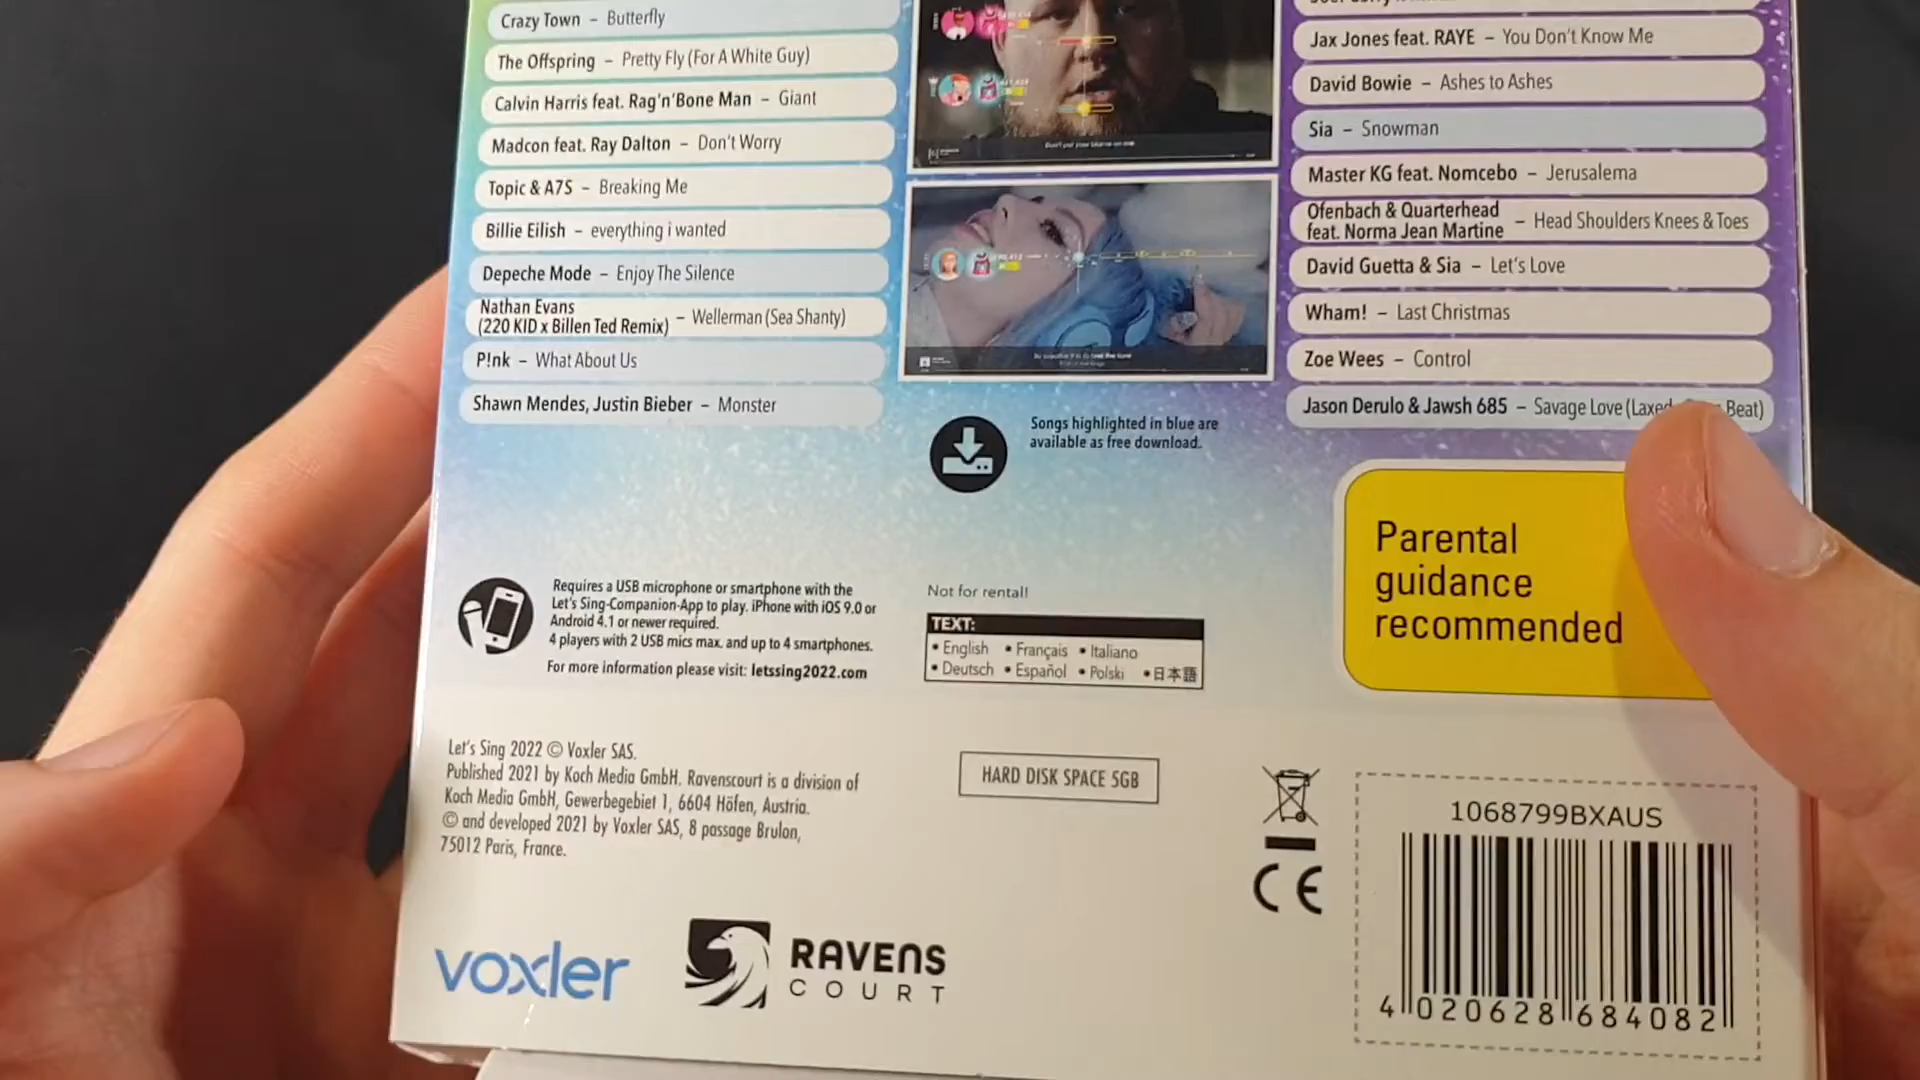 Crazy Town – Butterfly
The Offspring – Pretty Fly (For A White Guy)
Calvin Harris feat. Rag'n'Bone Man – Giant
Madcon feat. Ray Dalton – Don't Worry
Topic & A7S – Breaking Me
Billie Eilish – everything i wanted
Depeche Mode – Enjoy The Silence
Nathan Evans
(220 KID x Billen Ted Remix) – Wellerman (Sea Shanty)
P!nk – What About Us
Shawn Mendes, Justin Bieber – Monster
Songs highlighted in blue are
available as free download.
Jax Jones feat. RAYE – You Don't Know Me
David Bowie – Ashes to Ashes
Sia – Snowman
Master KG feat. Nomcebo – Jerusalema
Ofenbach & Quarterhead
feat. Norma Jean Martine – Head Shoulders Knees & Toes
David Guetta & Sia – Let's Love
Wham! – Last Christmas
Zoe Wees – Control
Jason Derulo & Jawsh 685 – Savage Love (Laxed Beat)
Parental
guidance
recommended
Requires a USB microphone or smartphone with the
Let's Sing-Companion-App to play. iPhone with iOS 9.0 or
Android 4.1 or newer required.
4 players with 2 USB mics max. and up to 4 smartphones.
For more information please visit: letssing2022.com
Not for rental!
TEXT:
• English • Français • Italiano
• Deutsch • Español • Polski • 日本語
Let's Sing 2022 © Voxler SAS.
Published 2021 by Koch Media GmbH. Ravenscourt is a division of
Koch Media GmbH, Gewerbegebiet 1, 6604 Höfen, Austria.
© and developed 2021 by Voxler SAS, 8 passage Brulon,
75012 Paris, France.
HARD DISK SPACE 5GB
CE
1068799BXAUS
4 020628 684082
voxler
RAVENS
COURT